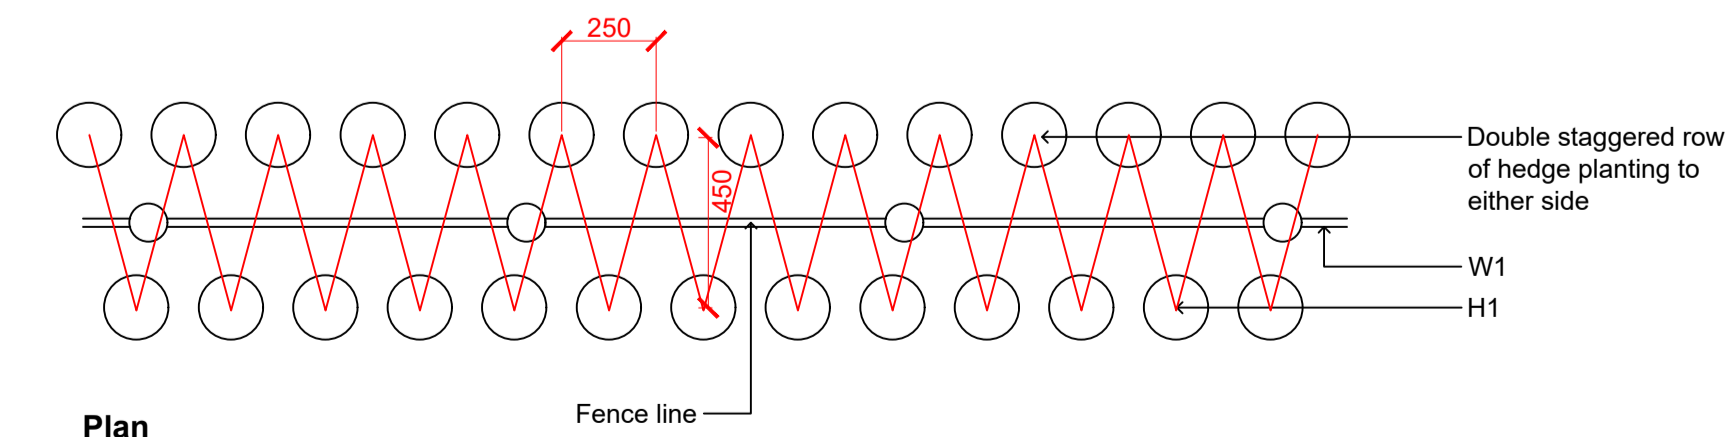 250
450
Double staggered row
of hedge planting to
either side
W1
H1
Fence line
Plan